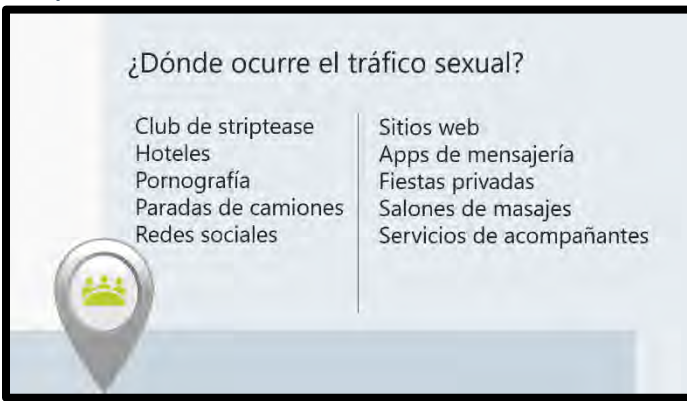 ¿Dónde ocurre el tráfico sexual?
Club de striptease
Hoteles
Pornografía
Paradas de camiones
Redes sociales
Sitios web
Apps de mensajería
Fiestas privadas
Salones de masajes
Servicios de acompañantes